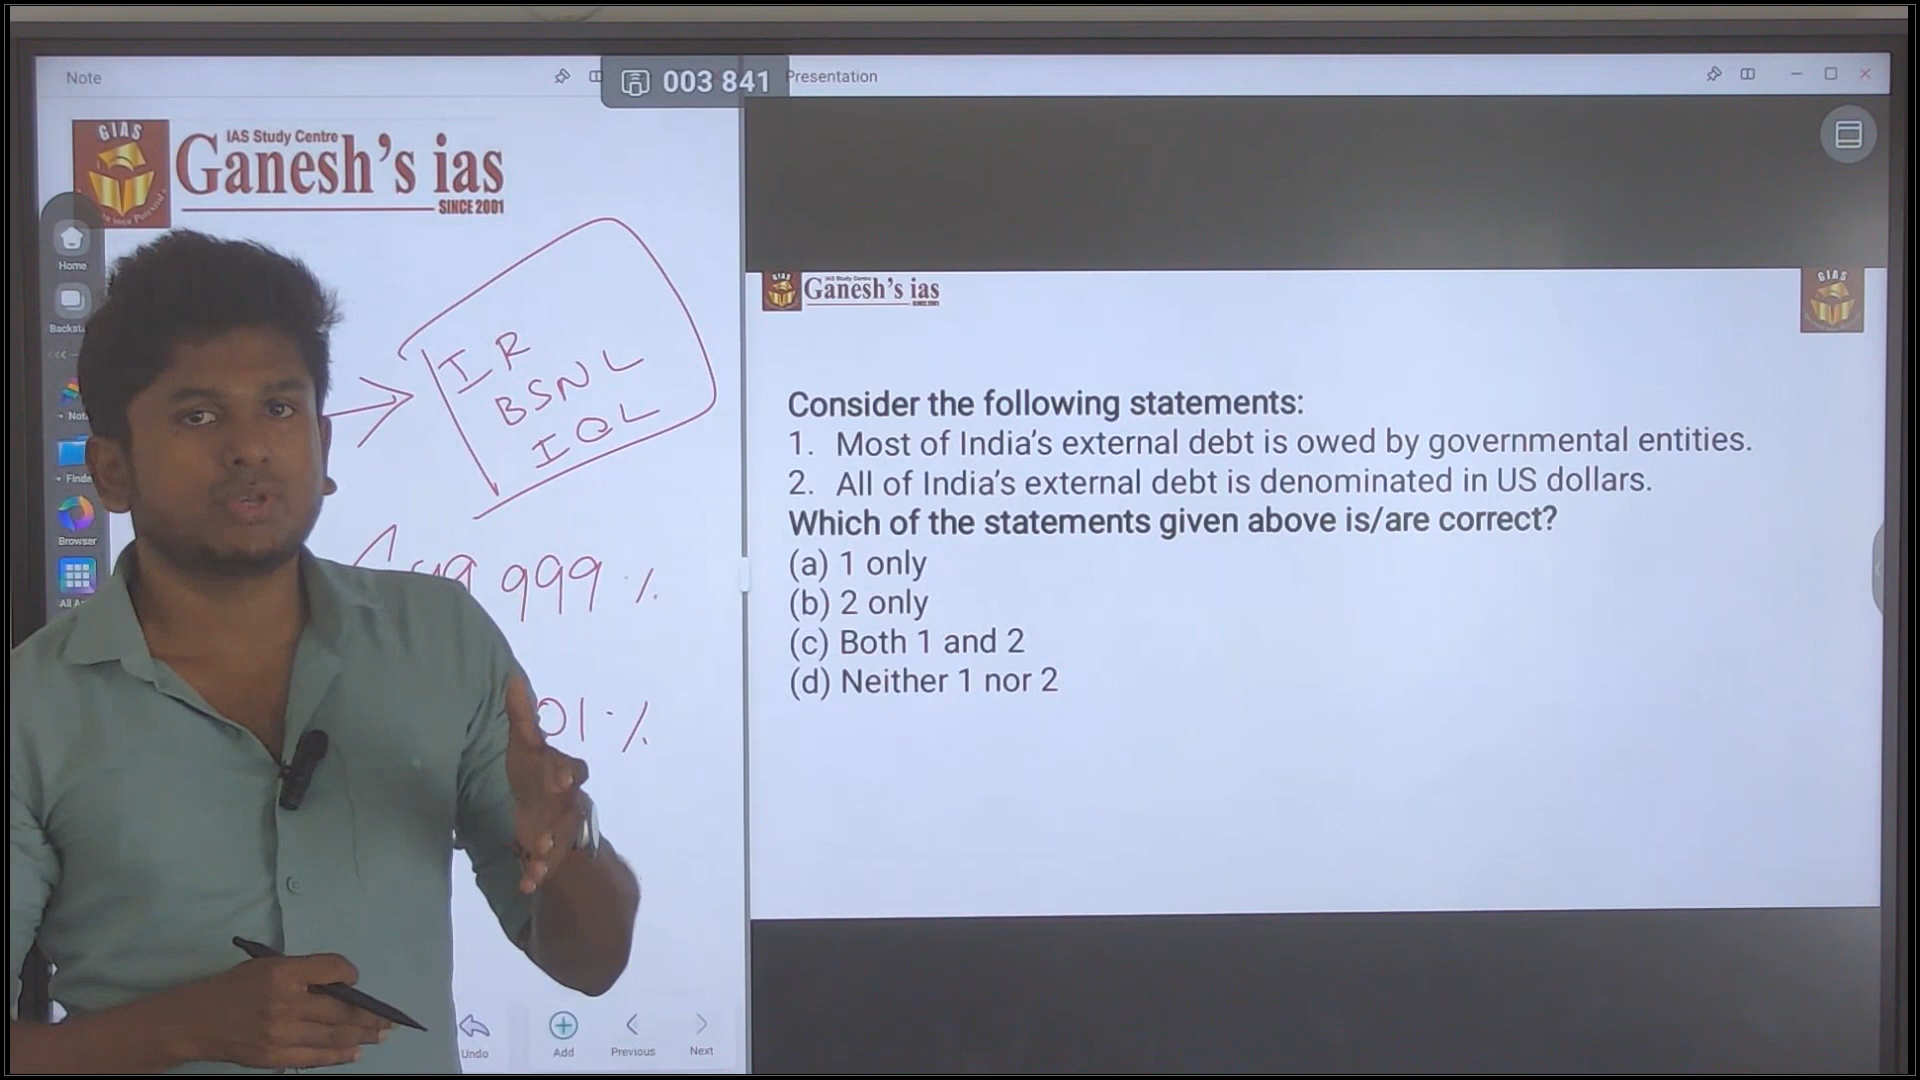 Note
003 841
Presentation
GIAS
IAS Study Centre
Ganesh's ias
SINCE 2001
Home
IR
BSNL
IOL
999 %
01 %
Browser
Undo
Add
Previous
Next
Ganesh's ias
GIAS
Consider the following statements:
1. Most of India's external debt is owed by governmental entities.
2. All of India's external debt is denominated in US dollars.
Which of the statements given above is/are correct?
(a) 1 only
(b) 2 only
(c) Both 1 and 2
(d) Neither 1 nor 2